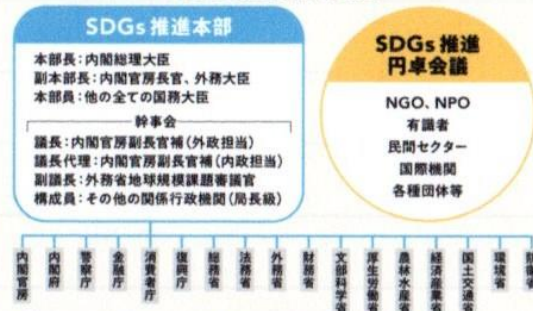 SDGs推進本部
本部長：内閣総理大臣
副本部長：内閣官房長官、外務大臣
本部員：他の全ての国務大臣
幹事会
議長：内閣官房副長官補（外政担当）
議長代理：内閣官房副長官補（内政担当）
副議長：外務省地球規模課題審議官
構成員：その他の関係行政機関（局長級）
SDGs推進
円卓会議
NGO、NPO
有識者
民間セクター
国際機関
各種団体等
内閣官房
内閣府
警察庁
金融庁
消費者庁
復興庁
総務省
法務省
外務省
財務省
文部科学省
厚生労働省
農林水産省
経済産業省
国土交通省
環境省
防衛省